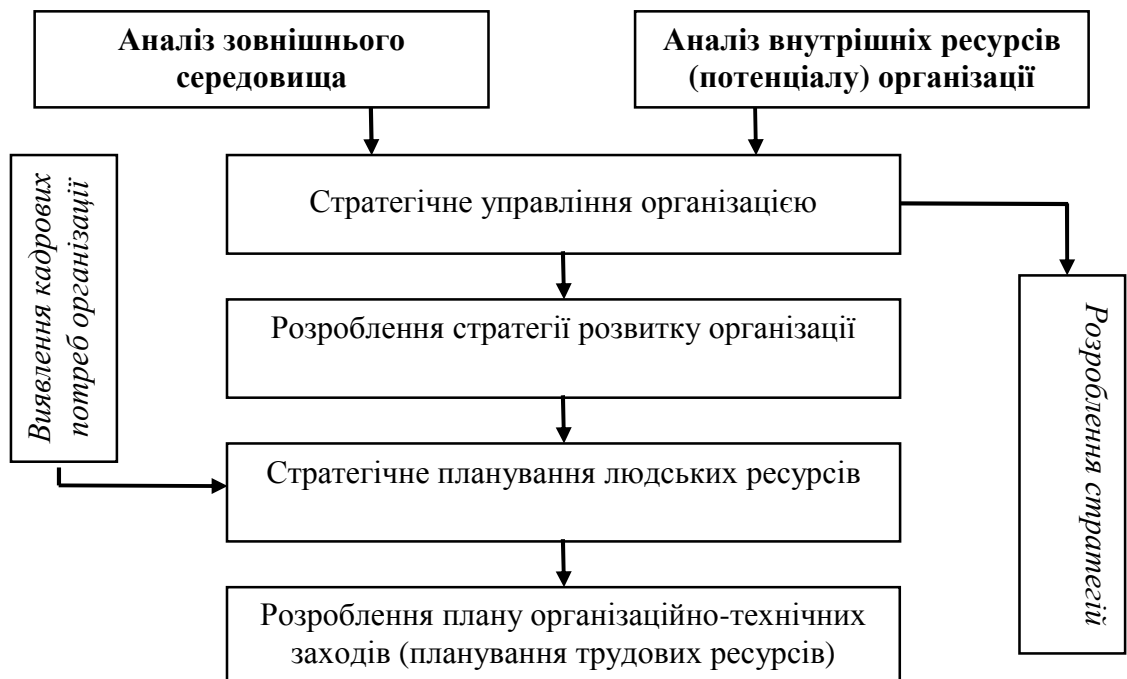 Аналіз зовнішнього
середовища
Аналіз внутрішніх ресурсів
(потенціалу) організації
Виявлення кадрових
потреб організації
Стратегічне управління організацією
Розроблення стратегії розвитку організації
Стратегічне планування людських ресурсів
Розроблення плану організаційно-технічних
заходів (планування трудових ресурсів)
Розроблення стратегій